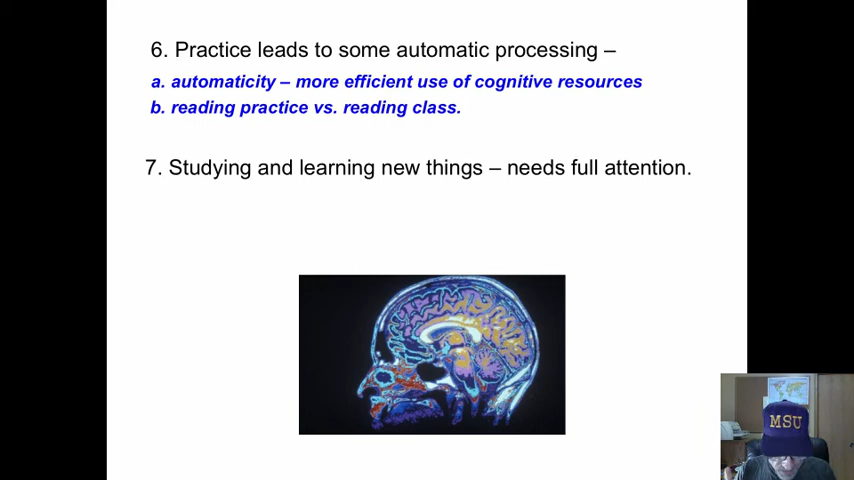 6. Practice leads to some automatic processing –
a. automaticity – more efficient use of cognitive resources
b. reading practice vs. reading class.
7. Studying and learning new things – needs full attention.
MSU